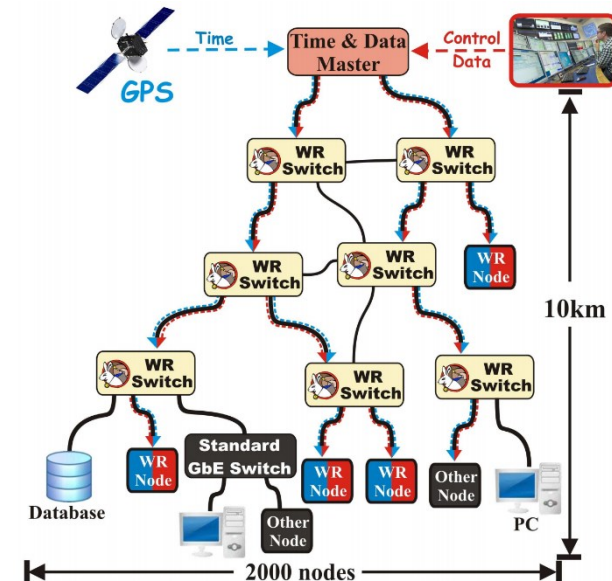 Time
Time & Data
Master
Control
Data
GPS
WR
Switch
WR
Switch
WR
Switch
WR
Switch
WR
Node
10km
WR
Switch
WR
Switch
WR
Switch
Database
WR
Node
Standard
GbE Switch
Other
Node
WR
Node
WR
Node
Other
Node
PC
2000 nodes